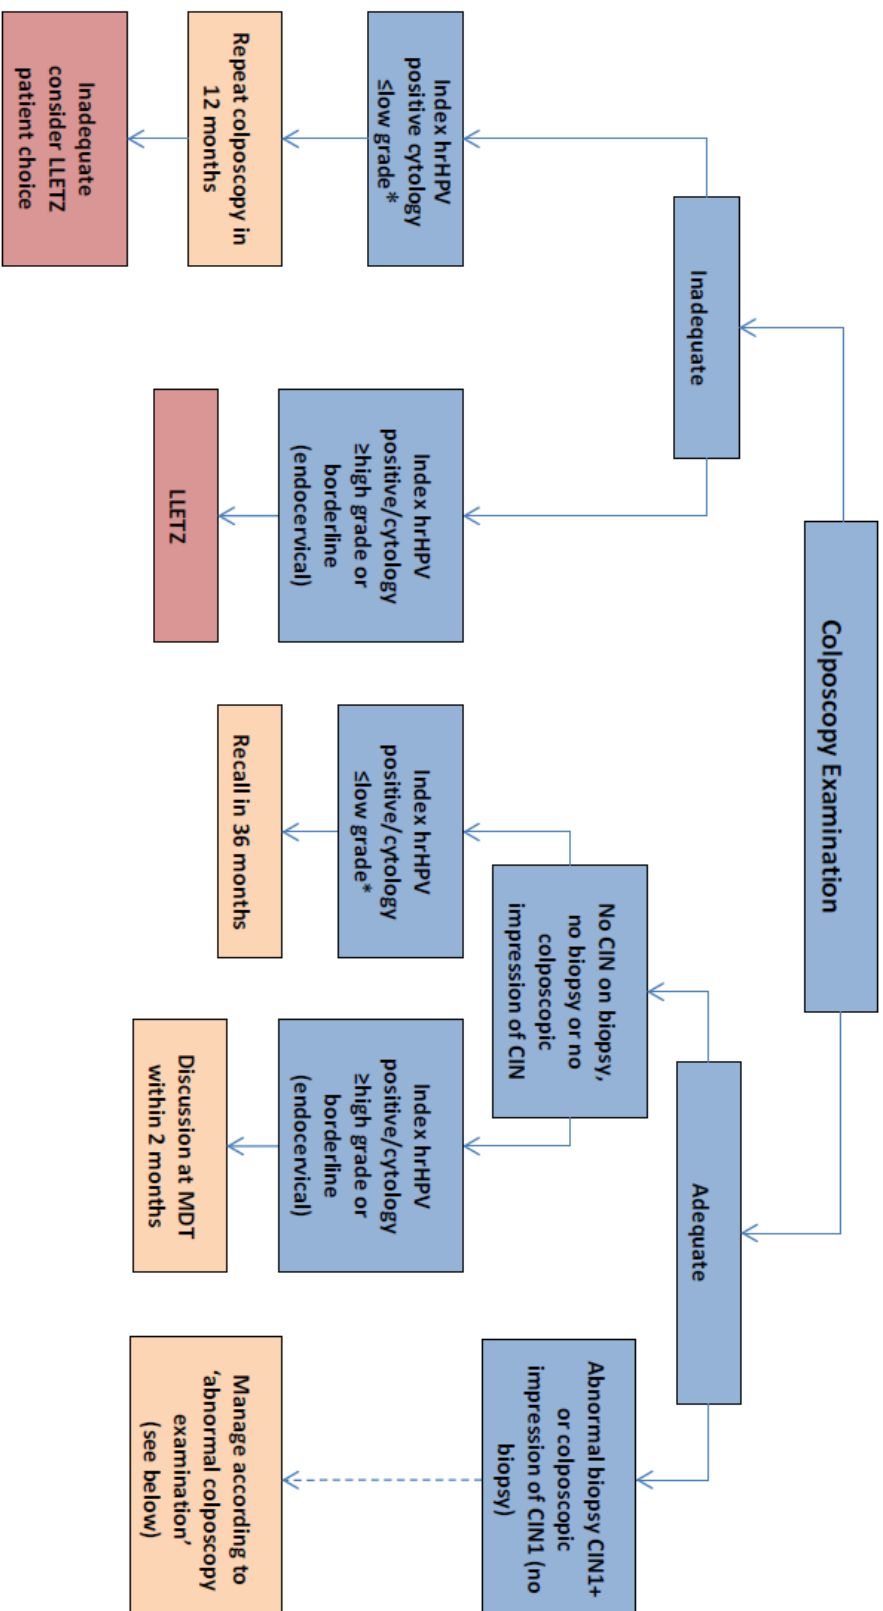 Colposcopy Examination
Inadequate
Adequate
Index hrHPV
positive cytology
≤low grade*
Repeat colposcopy in
12 months
Inadequate
consider LLETZ
patient choice
Index hrHPV
positive/cytology
≥high grade or
borderline
(endocervical)
LLETZ
No CIN on biopsy,
no biopsy or no
colposcopic
impression of CIN
Index hrHPV
positive/cytology
≤low grade*
Recall in 36 months
Index hrHPV
positive/cytology
≥high grade or
borderline
(endocervical)
Discussion at MDT
within 2 months
Abnormal biopsy CIN1+
or colposcopic
impression of CIN1 (no
biopsy)
Manage according to
‘abnormal colposcopy
examination’
(see below)